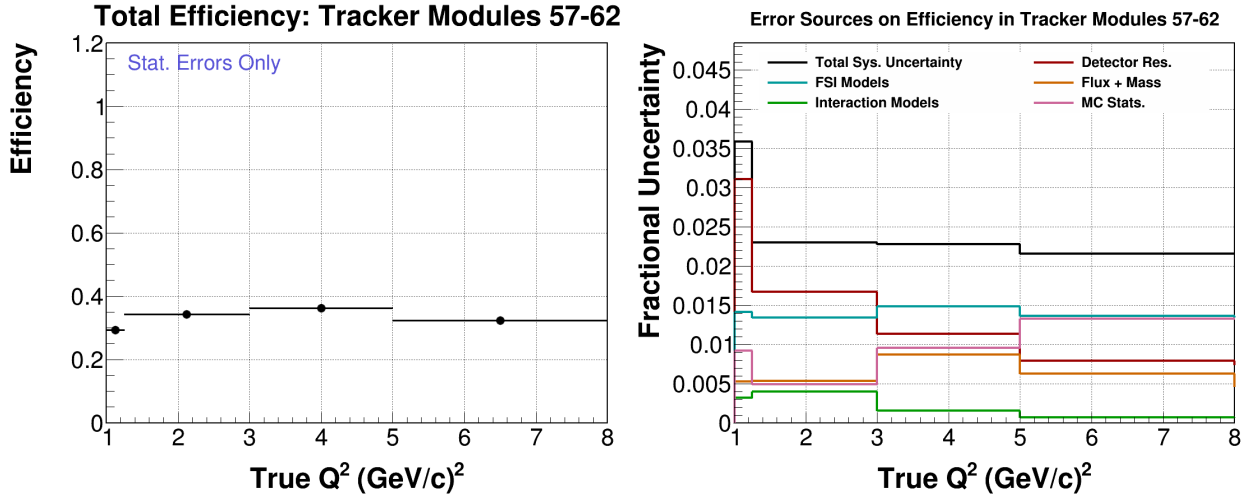 Total Efficiency: Tracker Modules 57-62
Efficiency
Stat. Errors Only
1.2
1
0.8
0.6
0.4
0.2
0
1 2 3 4 5 6 7 8
True Q² (GeV/c)²
Error Sources on Efficiency in Tracker Modules 57-62
Fractional Uncertainty
Total Sys. Uncertainty
FSI Models
Interaction Models
Detector Res.
Flux + Mass
MC Stats.
0.045
0.04
0.035
0.03
0.025
0.02
0.015
0.01
0.005
0
1 2 3 4 5 6 7 8
True Q² (GeV/c)²